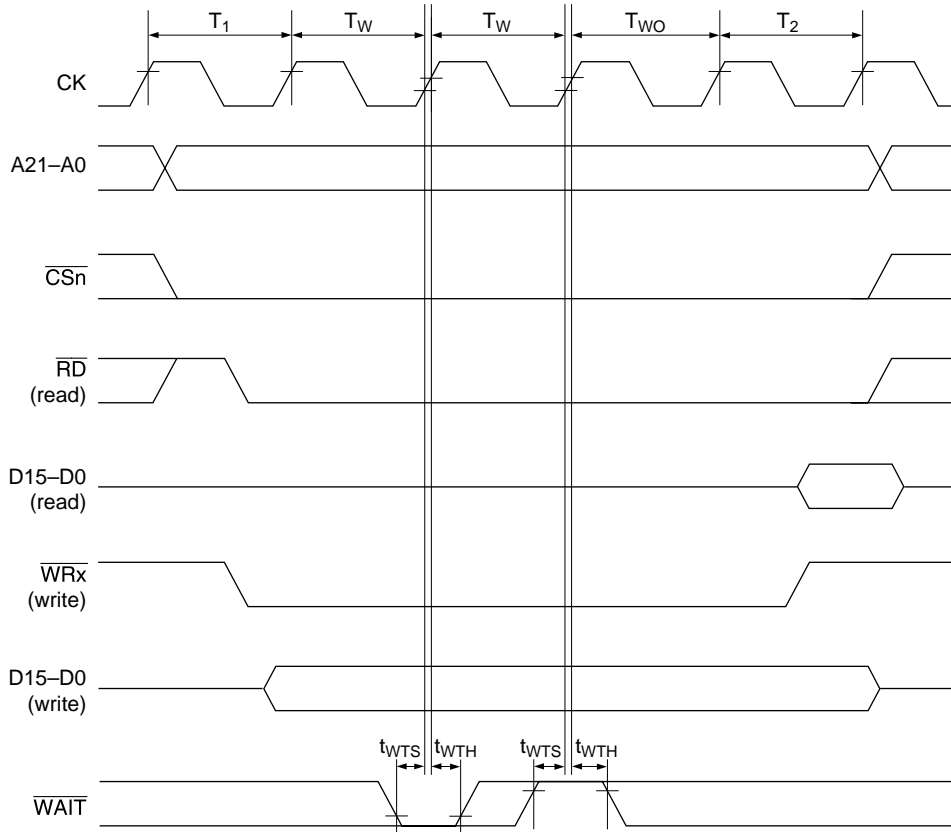 T1 TW TW TWO T2
CK
A21–A0
CSn
RD
(read)
D15–D0
(read)
WRx
(write)
D15–D0
(write)
tWTS tWTH tWTS tWTH
WAIT